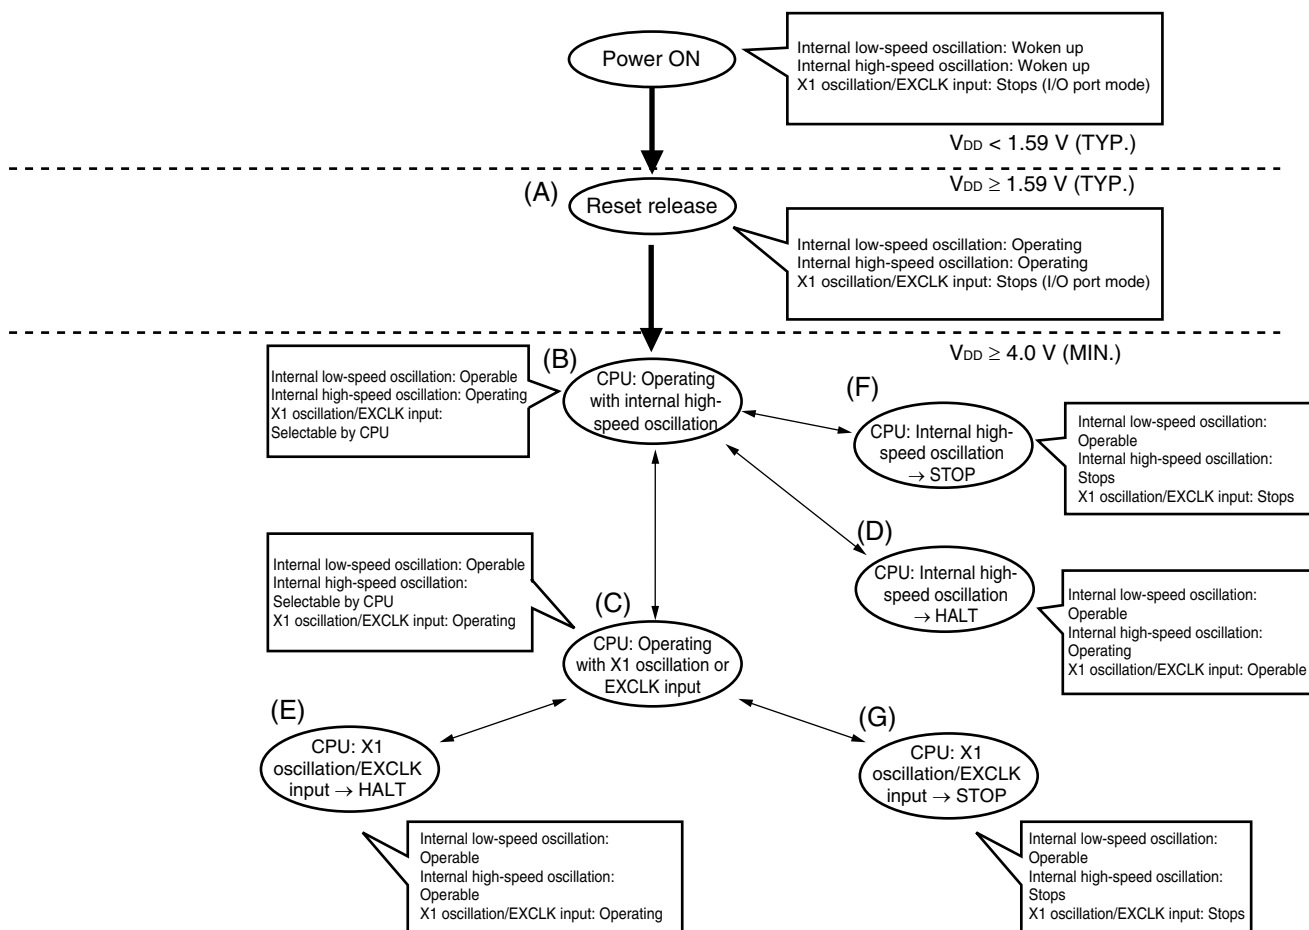 Power ON
Internal low-speed oscillation: Woken up
Internal high-speed oscillation: Woken up
X1 oscillation/EXCLK input: Stops (I/O port mode)
VDD < 1.59 V (TYP.)
VDD ≥ 1.59 V (TYP.)
(A)
Reset release
Internal low-speed oscillation: Operating
Internal high-speed oscillation: Operating
X1 oscillation/EXCLK input: Stops (I/O port mode)
VDD ≥ 4.0 V (MIN.)
(B)
CPU: Operating
with internal high-
speed oscillation
Internal low-speed oscillation: Operable
Internal high-speed oscillation: Operating
X1 oscillation/EXCLK input:
Selectable by CPU
(F)
CPU: Internal high-
speed oscillation
→ STOP
Internal low-speed oscillation:
Operable
Internal high-speed oscillation:
Stops
X1 oscillation/EXCLK input: Stops
(D)
CPU: Internal high-
speed oscillation
→ HALT
Internal low-speed oscillation:
Operable
Internal high-speed oscillation:
Operating
X1 oscillation/EXCLK input: Operable
Internal low-speed oscillation: Operable
Internal high-speed oscillation:
Selectable by CPU
X1 oscillation/EXCLK input: Operating
(C)
CPU: Operating
with X1 oscillation or
EXCLK input
(E)
CPU: X1
oscillation/EXCLK
input → HALT
Internal low-speed oscillation:
Operable
Internal high-speed oscillation:
Operable
X1 oscillation/EXCLK input: Operating
(G)
CPU: X1
oscillation/EXCLK
input → STOP
Internal low-speed oscillation:
Operable
Internal high-speed oscillation:
Stops
X1 oscillation/EXCLK input: Stops